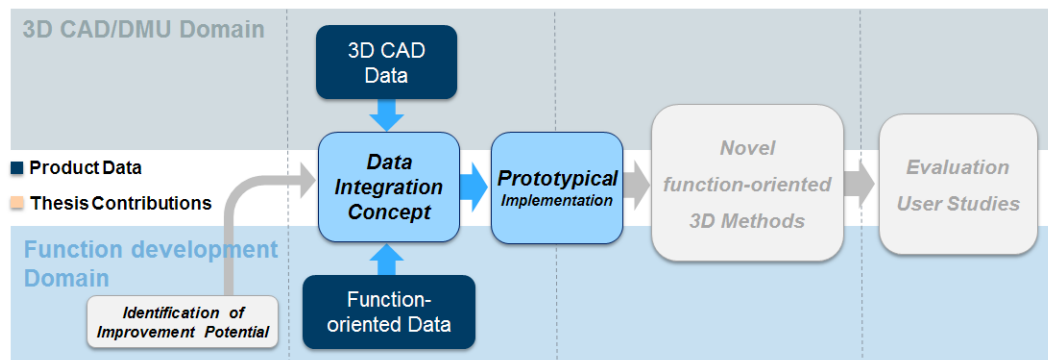 3D CAD/DMU Domain
3D CAD
Data
Product Data
Thesis Contributions
Data
Integration
Concept
Prototypical
Implementation
Novel
function-oriented
3D Methods
Evaluation
User Studies
Function development
Domain
Identification of
Improvement Potential
Function-
oriented Data